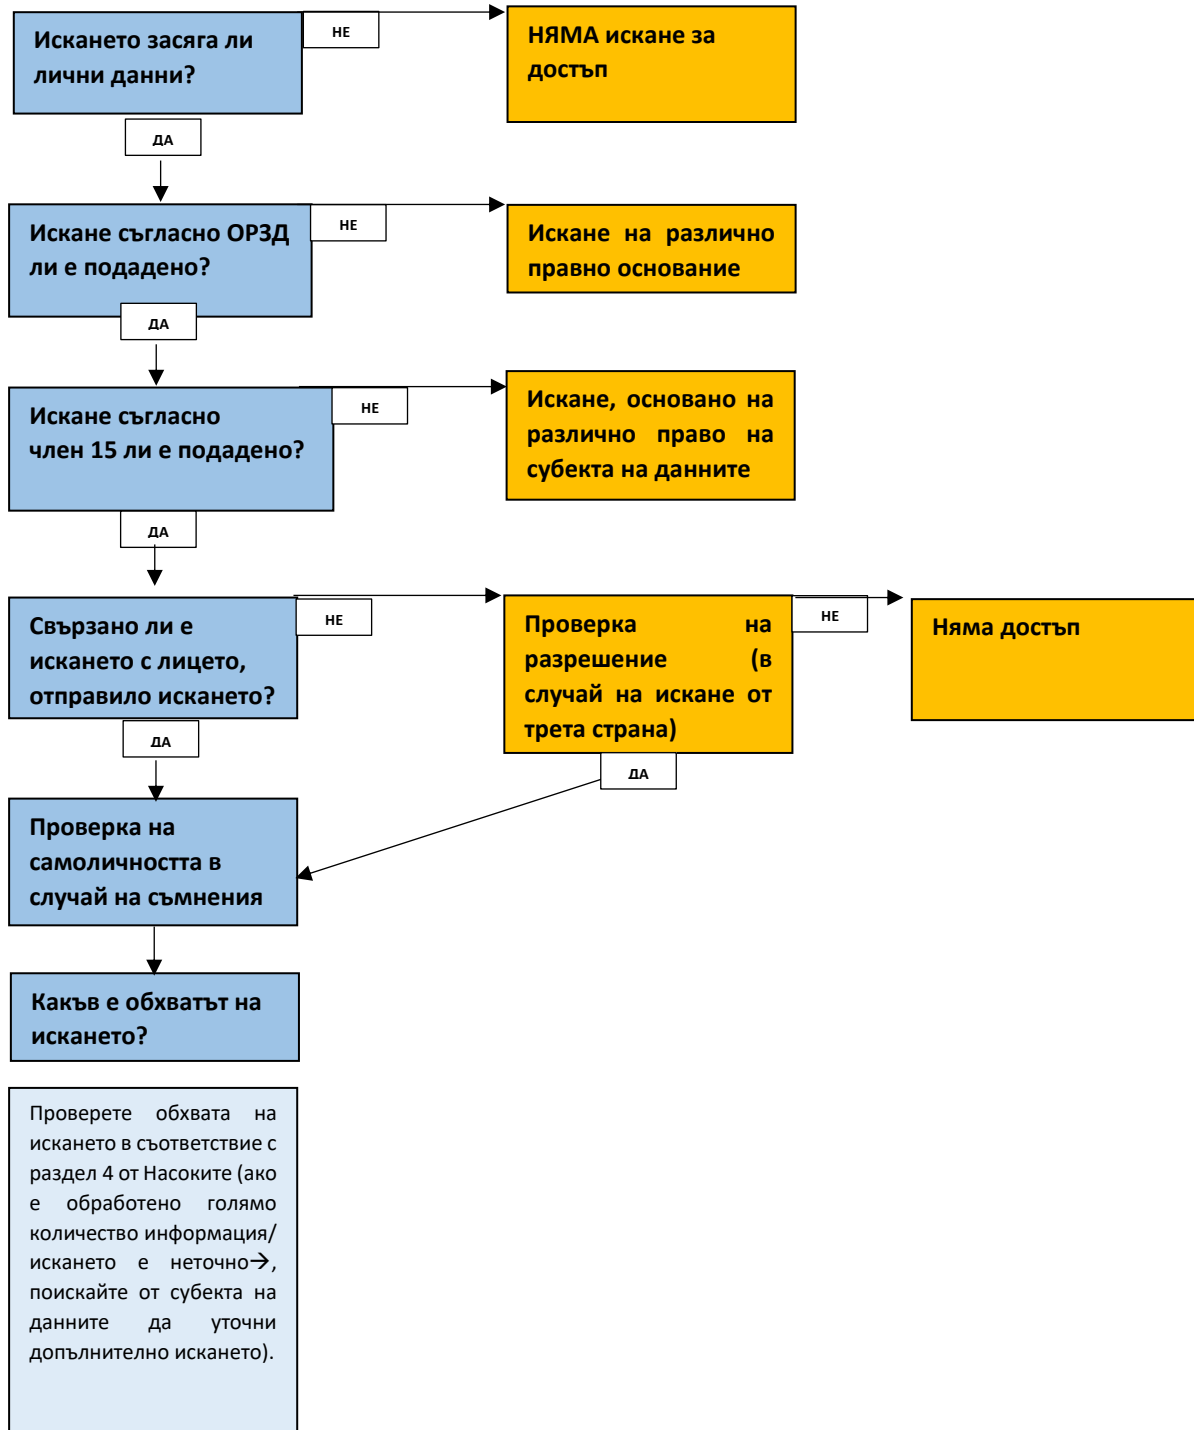 Искането засяга ли
лични данни?
НЕ
НЯМА искане за
достъп
ДА
Искане съгласно ОРЗД
ли е подадено?
НЕ
Искане на различно
правно основание
ДА
Искане съгласно
член 15 ли е подадено?
НЕ
Искане, основано на
различно право на
субекта на данните
ДА
Свързано ли е
искането с лицето,
отправило искането?
НЕ
Проверка на
разрешение (в
случай на искане от
трета страна)
НЕ
Няма достъп
ДА
ДА
Проверка на
самоличността в
случай на съмнения
Какъв е обхватът на
искането?
Проверете обхвата на
искането в съответствие с
раздел 4 от Насоките (ако
е обработено голямо
количество информация/
искането е неточно→,
поискайте от субекта на
данните да уточни
допълнително искането).